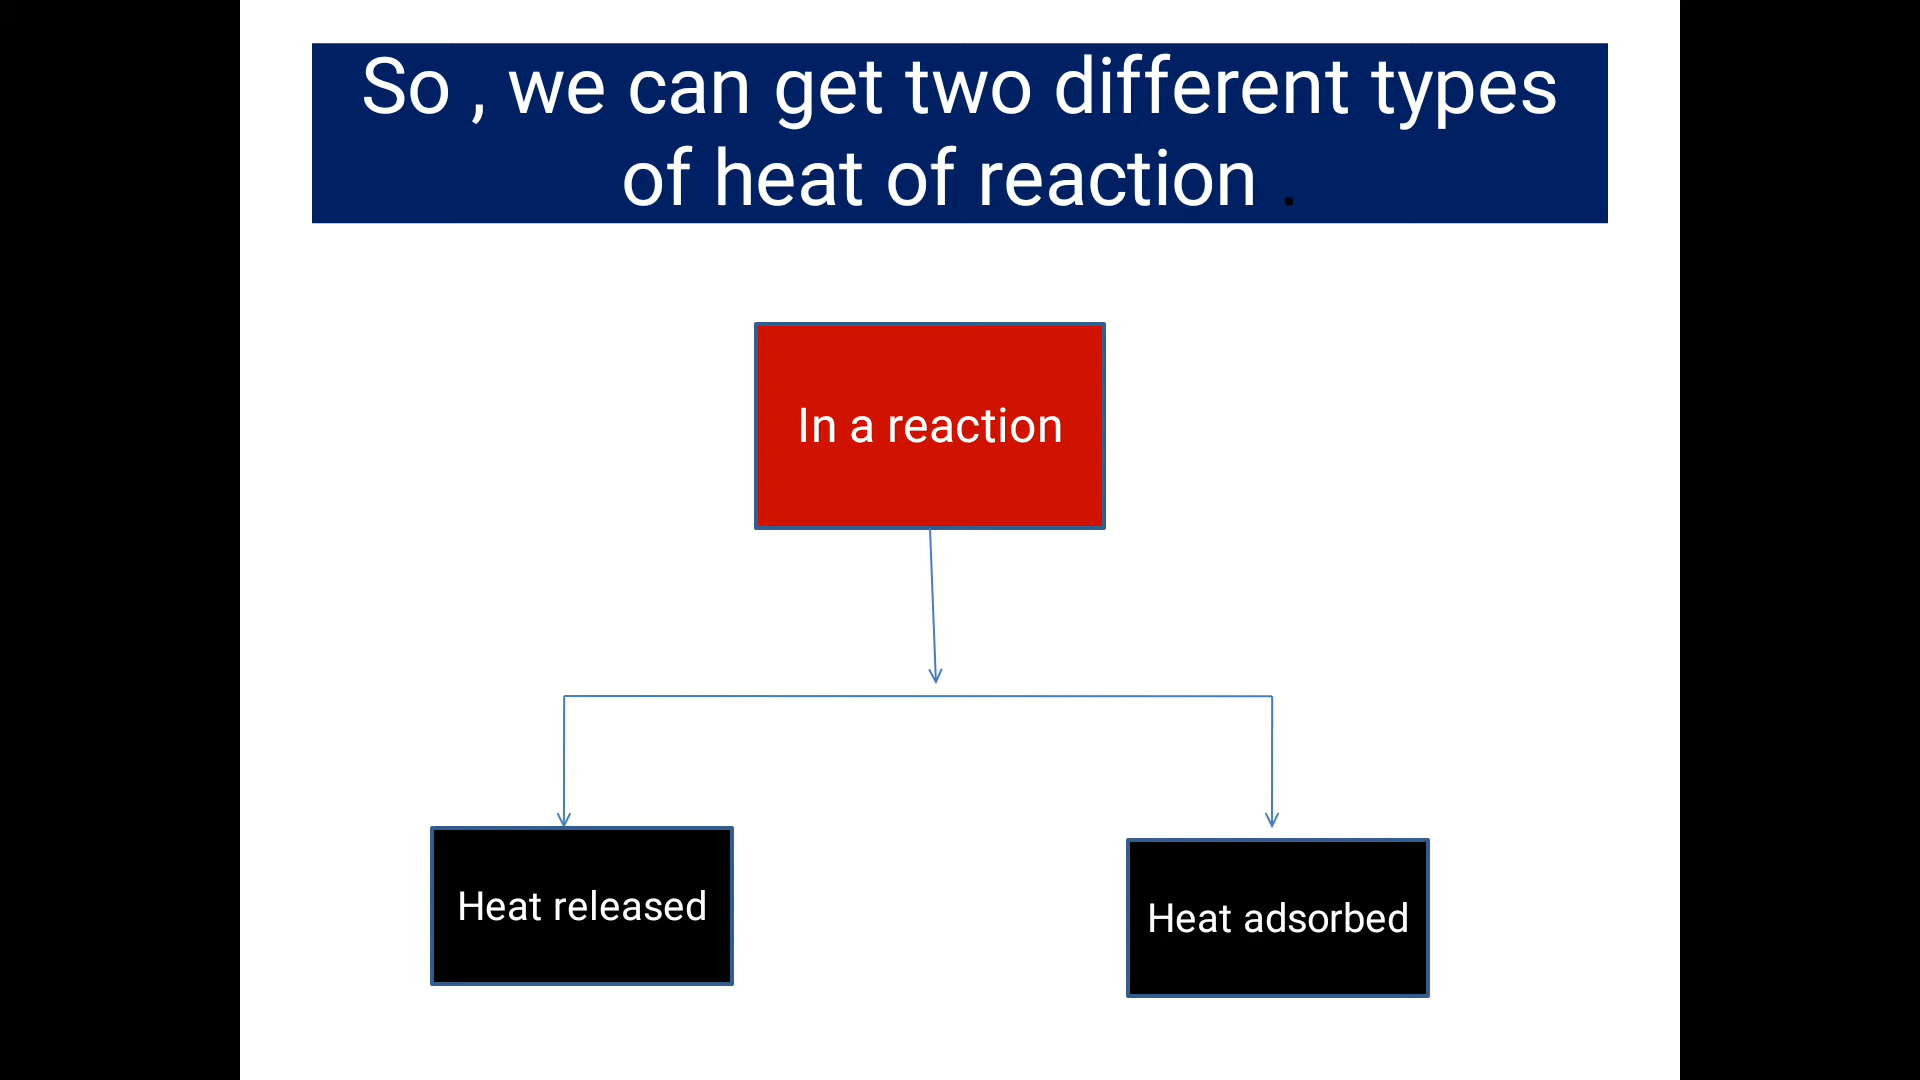 So , we can get two different types
of heat of reaction .
In a reaction
Heat released
Heat adsorbed